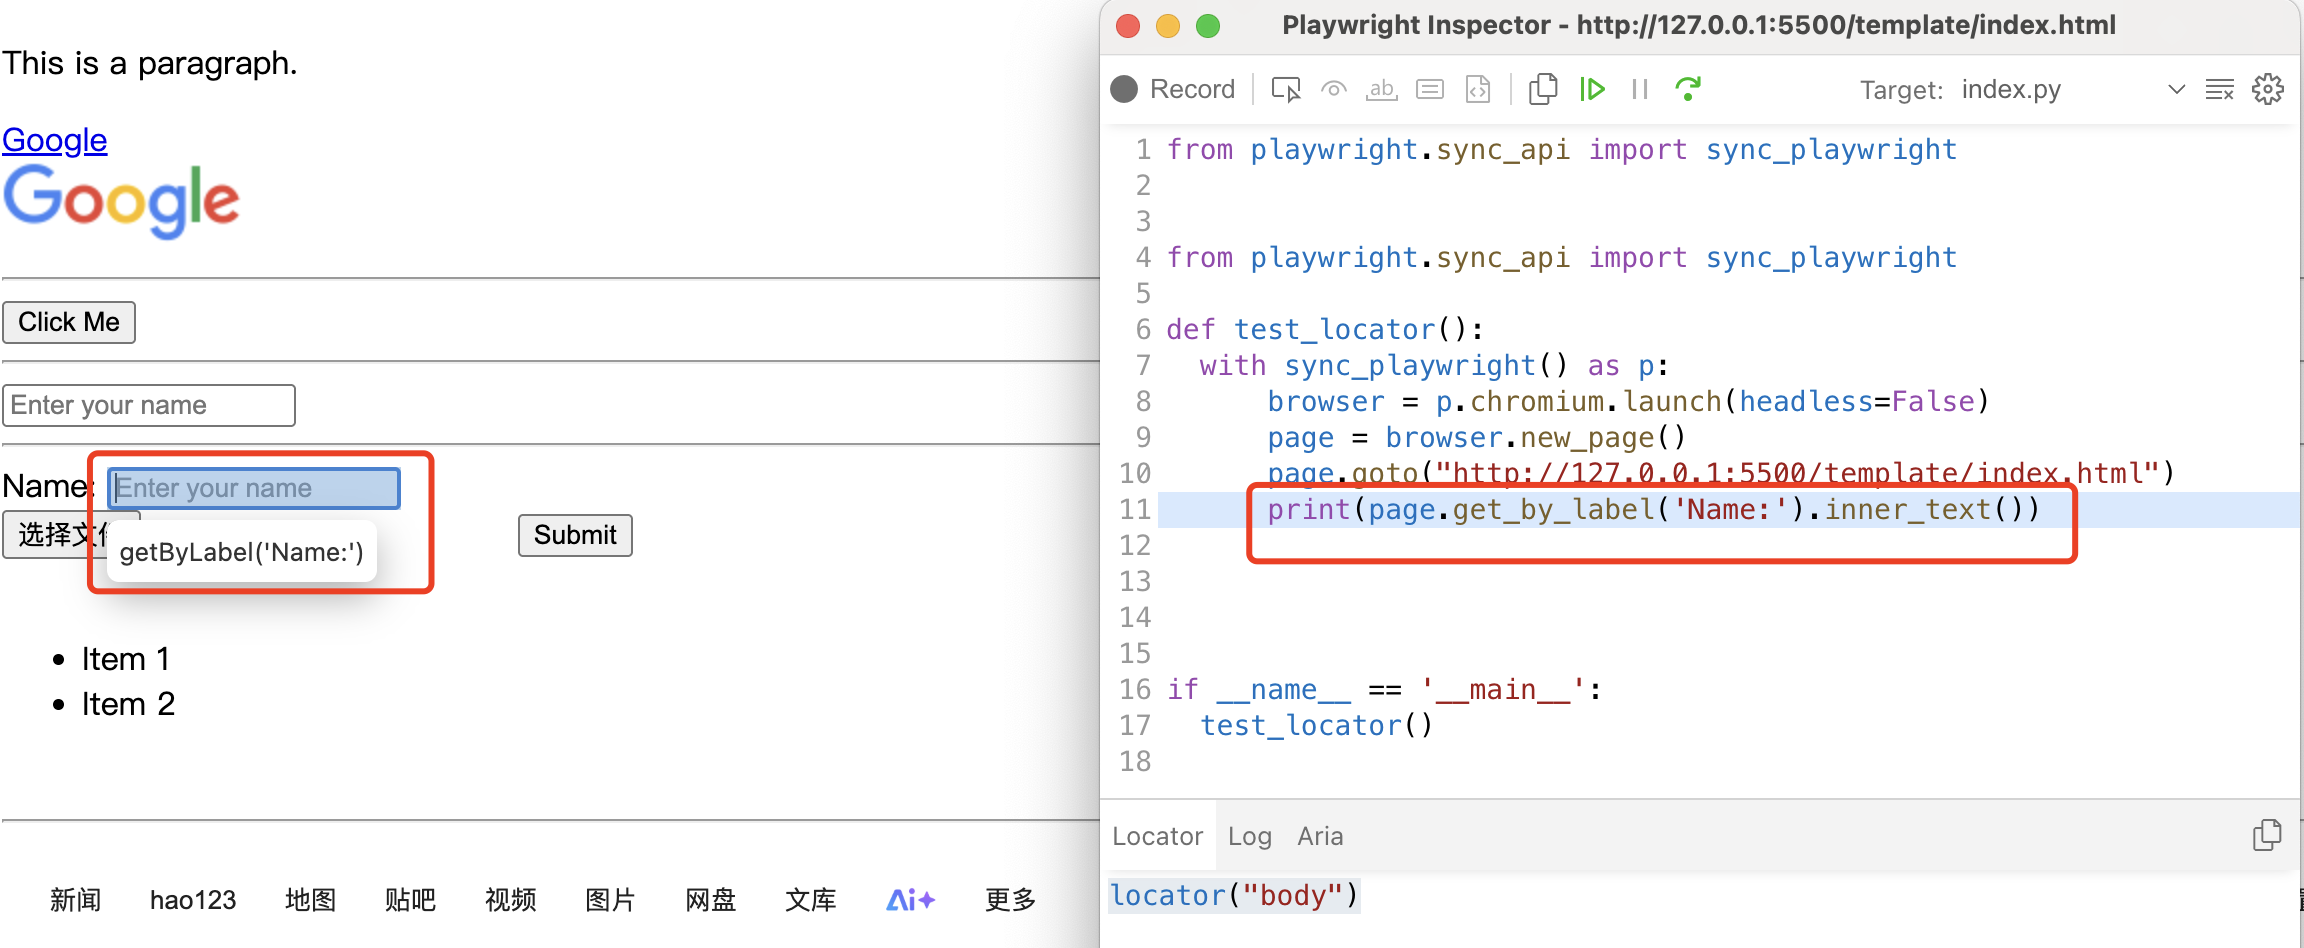 This is a paragraph.
Google
Google
Click Me
Enter your name
Name:
Enter your name
选择文件
getByLabel('Name:')
Submit
Item 1
Item 2
新闻 hao123 地图 贴吧 视频 图片 网盘 文库 Ai 更多
Playwright Inspector - http://127.0.0.1:5500/template/index.html
Record
ab
Target: index.py
1 from playwright.sync_api import sync_playwright
2
3
4 from playwright.sync_api import sync_playwright
5
6 def test_locator():
7 with sync_playwright() as p:
8 browser = p.chromium.launch(headless=False)
9 page = browser.new_page()
10 page.goto("http://127.0.0.1:5500/template/index.html")
11 print(page.get_by_label('Name:').inner_text())
12
13
14
15
16 if __name__ == '__main__':
17 test_locator()
18
Locator Log Aria
locator("body")